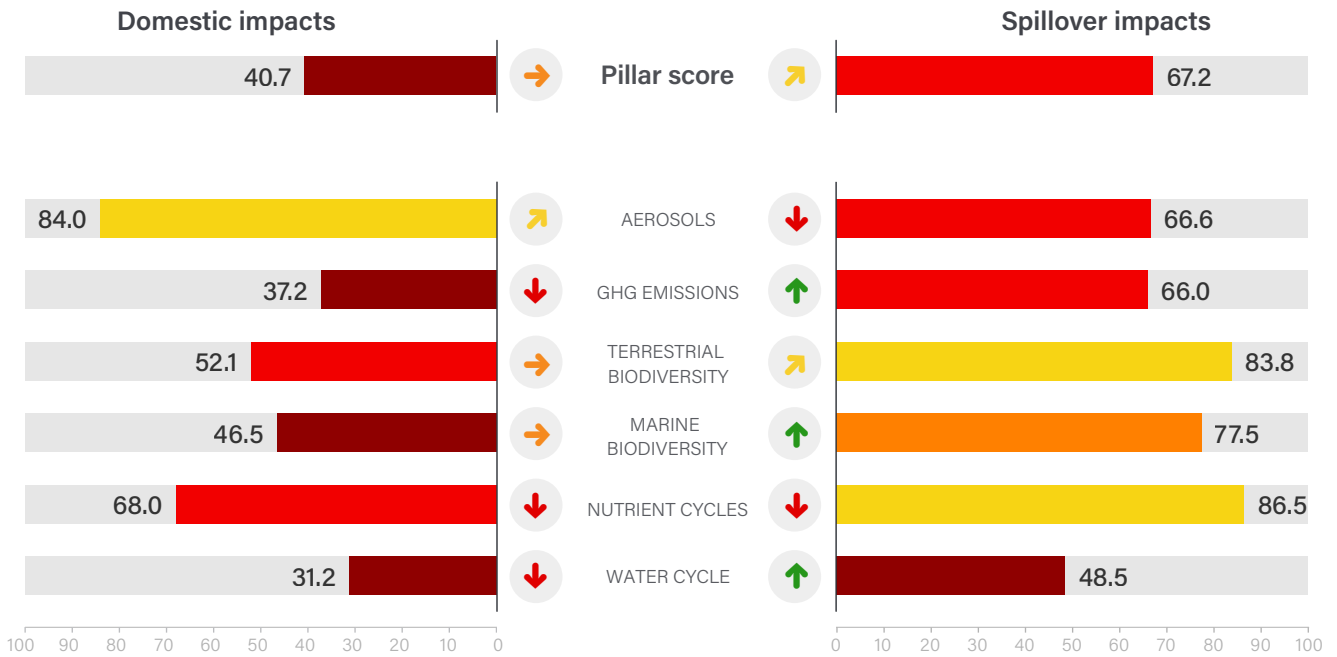 Domestic impacts
Spillover impacts
40.7
Pillar score
67.2
84.0
AEROSOLS
66.6
37.2
GHG EMISSIONS
66.0
52.1
TERRESTRIAL
BIODIVERSITY
83.8
46.5
MARINE
BIODIVERSITY
77.5
68.0
NUTRIENT CYCLES
86.5
31.2
WATER CYCLE
48.5
100 90 80 70 60 50 40 30 20 10 0
0 10 20 30 40 50 60 70 80 90 100